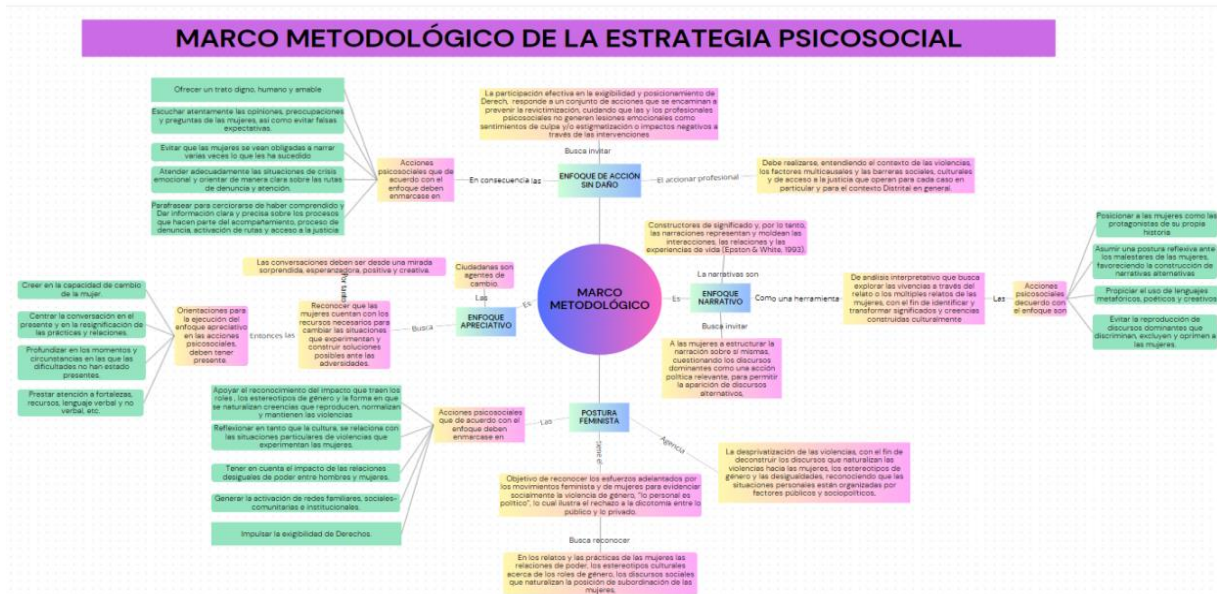 MARCO METODOLÓGICO DE LA ESTRATEGIA PSICOSOCIAL
Ofrecer un trato digno, humano y amable
Escuchar atentamente las opiniones, preocupaciones
y preguntas de las mujeres, así como evitar falsas
expectativas.
Evitar que las mujeres se vean obligadas a narrar
varias veces lo que les ha sucedido
Atender adecuadamente las situaciones de crisis
emocional y orientar de manera clara sobre las rutas
de denuncia y atención.
Parafrasear para cerciorarse de haber comprendido y
Dar información clara y precisa sobre los procesos
que hacen parte del acompañamiento, proceso de
denuncia, activación de rutas y acceso a la justicia
Acciones
psicosociales que de
acuerdo con el
enfoque deben
enmarcase en
En consecuencia las
La participación efectiva en la exigibilidad y posicionamiento de
Derech, responde a un conjunto de acciones que se encaminan a
prevenir la revictimización, cuidando que las y los profesionales
psicosociales no generen lesiones emocionales como
sentimientos de culpa y/o estigmatización o impactos negativos a
través de las intervenciones
Busca invitar
ENFOQUE DE ACCIÓN
SIN DAÑO
El accionar profesional
Debe realizarse, entendiendo el contexto de las violencias,
los factores multicausales y las barreras sociales, culturales
y de acceso a la justicia que operan para cada caso en
particular y para el contexto Distrital en general.
MARCO
METODOLÓGICO
Es
ENFOQUE
NARRATIVO
La narrativas son
Constructores de significado y, por lo tanto,
las narraciones representan y moldean las
interacciones, las relaciones y las
experiencias de vida (Epston & White, 1993).
Como una herramienta
De análisis interpretativo que busca
explorar las vivencias a través del
relato o los múltiples relatos de las
mujeres, con el fin de identificar y
transformar significados y creencias
construidas culturalmente
Las
Acciones
psicosociales
decuerdo con
el enfoque son
Posicionar a las mujeres como las
protagonistas de su propia
historia
Asumir una postura reflexiva ante
los malestares de las mujeres,
favoreciendo la construcción de
narrativas alternativas
Propiciar el uso de lenguajes
metafóricos, poéticos y creativos
Evitar la reproducción de
discursos dominantes que
discriminan, excluyen y oprimen a
las mujeres.
Busca invitar
A las mujeres a estructurar la
narración sobre sí mismas,
cuestionando los discursos
dominantes como una acción
política relevante, para permitir
la aparición de discursos
alternativos,
Es
ENFOQUE
APRECIATIVO
Las
Ciudadanas son
agentes de
cambio.
Busca
Reconocer que las
mujeres cuentan con los
recursos necesarios para
cambiar las situaciones
que experimentan y
construir soluciones
posibles ante las
adversidades.
Por tanto
Las conversaciones deben ser desde una mirada
sorprendida, esperanzadora, positiva y creativa.
Entonces las
Orientaciones para
la ejecución del
enfoque apreciativo
en las acciones
psicosociales,
deben tener
presente.
Creer en la capacidad de cambio
de la mujer.
Centrar la conversación en el
presente y en la resignificación de
las prácticas y relaciones.
Profundizar en los momentos y
circunstancias en las que las
dificultades no han estado
presentes.
Prestar atención a fortalezas,
recursos, lenguaje verbal y no
verbal, etc.
POSTURA
FEMINISTA
Las
Acciones psicosociales
que de acuerdo con el
enfoque deben
enmarcase en
Apoyar el reconocimiento del impacto que traen los
roles , los estereotipos de género y la forma en que
se naturalizan creencias que reproducen, normalizan
y mantienen las violencias
Reflexionar en tanto que la cultura, se relaciona con
las situaciones particulares de violencias que
experimentan las mujeres.
Tener en cuenta el impacto de las relaciones
desiguales de poder entre hombres y mujeres.
Generar la activación de redes familiares, sociales-
comunitarias e institucionales.
Impulsar la exigibilidad de Derechos.
Agencia
La desprivatización de las violencias, con el fin de
deconstruir los discursos que naturalizan las
violencias hacia las mujeres, los estereotipos de
género y las desigualdades, reconociendo que las
situaciones personales están organizadas por
factores públicos y sociopolíticos.
tiene el
Objetivo de reconocer los esfuerzos adelantados por
los movimientos feminista y de mujeres para evidenciar
socialmente la violencia de género, "lo personal es
político", lo cual ilustra el rechazo a la dicotomía entre lo
público y lo privado.
Busca reconocer
En los relatos y las prácticas de las mujeres las
relaciones de poder, los estereotipos culturales
acerca de los roles de género, los discursos sociales
que naturalizan la posición de subordinación de las
mujeres,